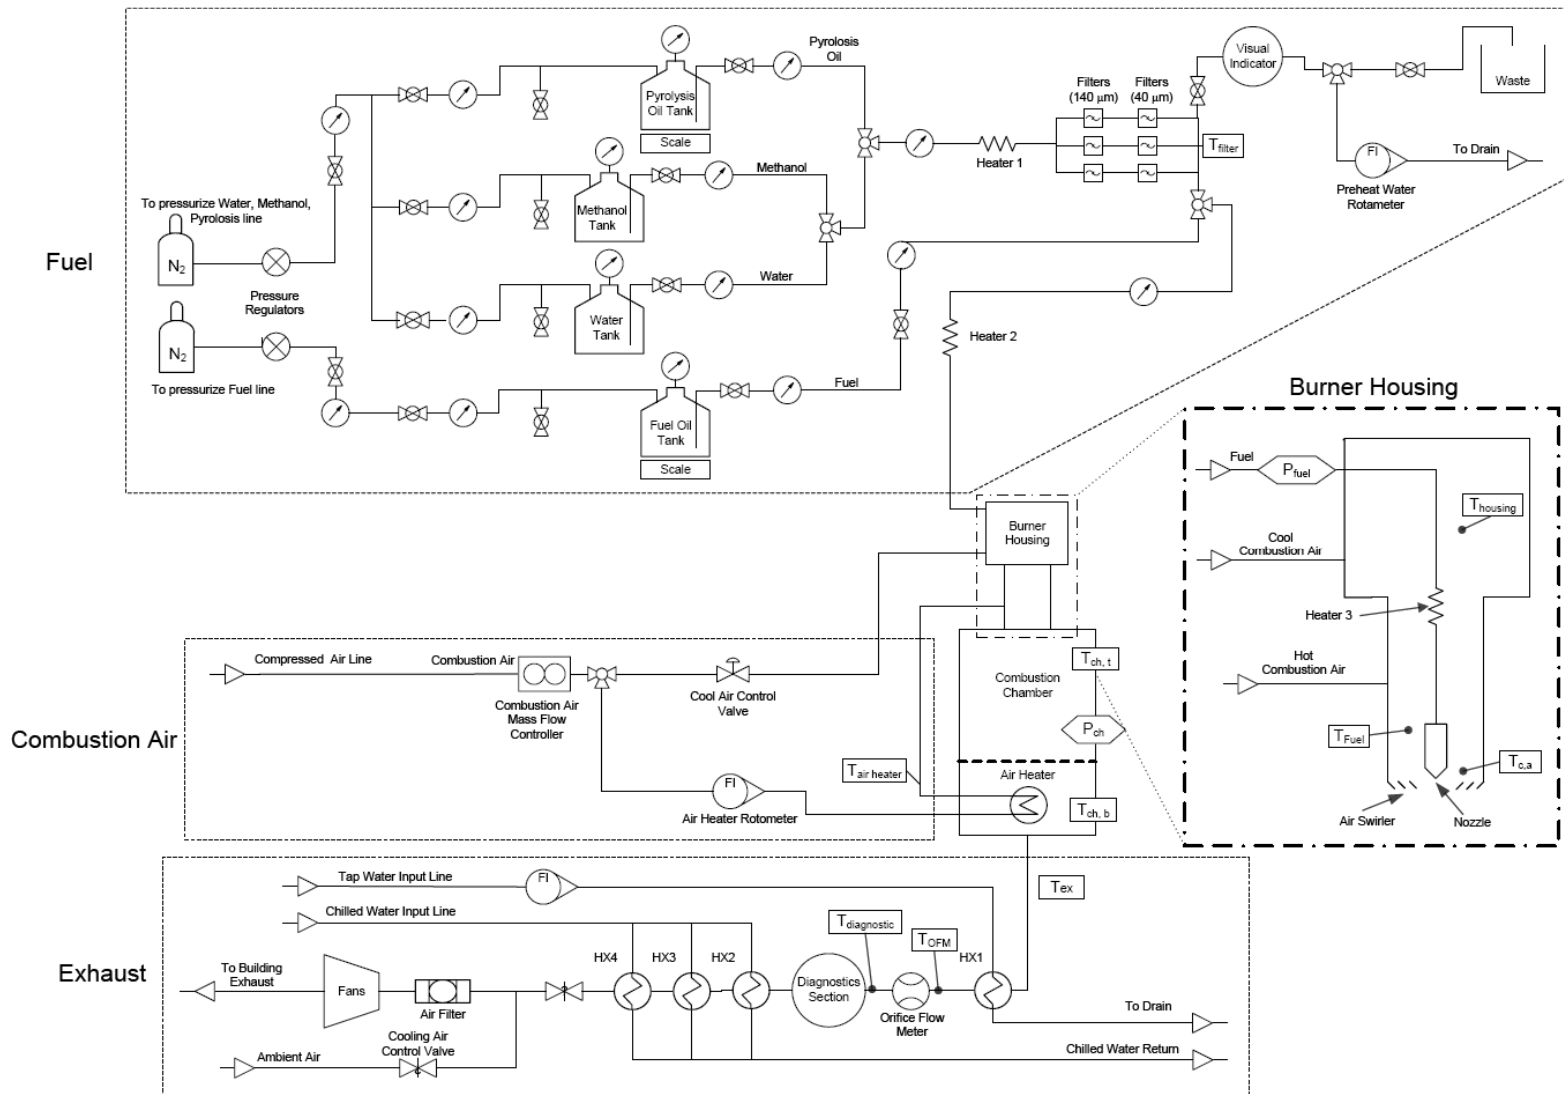 Fuel
To pressurize Water, Methanol,
Pyrolosis line
N2
Pressure
Regulators
N2
To pressurize Fuel line
Pyrolysis
Oil Tank
Scale
Pyrolosis
Oil
Methanol
Tank
Methanol
Water
Tank
Water
Fuel Oil
Tank
Scale
Fuel
Heater 1
Filters
(140 μm)
Filters
(40 μm)
Tfilter
Visual
Indicator
Waste
FI
To Drain
Preheat Water
Rotameter
Heater 2
Burner Housing
Fuel
Pfuel
Thousing
Cool
Combustion Air
Heater 3
Hot
Combustion Air
TFuel
Tc,a
Air Swirler
Nozzle
Burner
Housing
Combustion Air
Compressed Air Line
Combustion Air
Combustion Air
Mass Flow
Controller
Cool Air Control
Valve
FI
Air Heater Rotometer
Tair heater
Tch, t
Combustion
Chamber
Pch
Air Heater
Tch, b
Exhaust
Tap Water Input Line
FI
Tex
Chilled Water Input Line
Tdiagnostic
TOFM
HX4
HX3
HX2
HX1
To Building
Exhaust
Fans
Air Filter
Diagnostics
Section
Orifice Flow
Meter
To Drain
Cooling Air
Control Valve
Ambient Air
c
Chilled Water Return